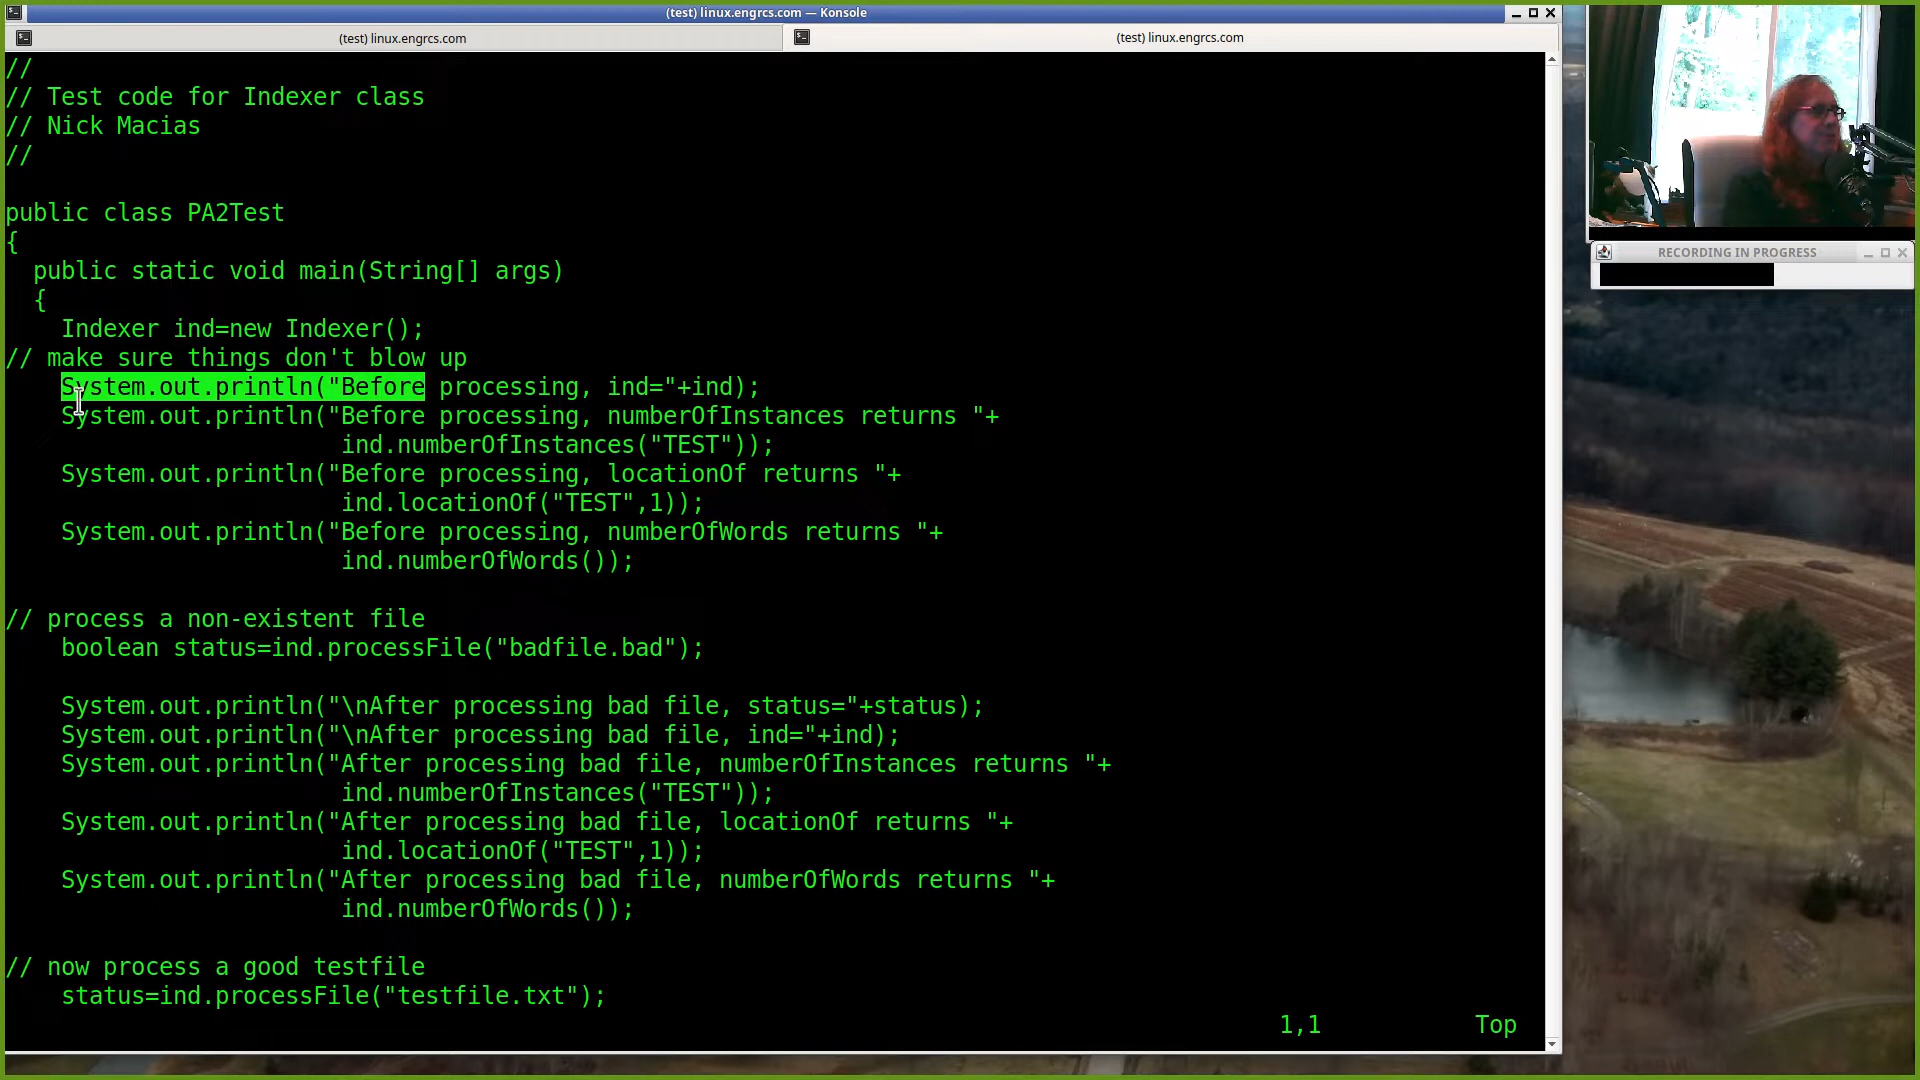 (test) linux.engrcs.com — Konsole
(test) linux.engrcs.com
(test) linux.engrcs.com
//
// Test code for Indexer class
// Nick Macias
//
public class PA2Test
{
public static void main(String[] args)
{
Indexer ind=new Indexer();
// make sure things don't blow up
System.out.println("Before processing, ind="+ind);
System.out.println("Before processing, numberOfInstances returns "+
ind.numberOfInstances("TEST"));
System.out.println("Before processing, locationOf returns "+
ind.locationOf("TEST",1));
System.out.println("Before processing, numberOfWords returns "+
ind.numberOfWords());
// process a non-existent file
boolean status=ind.processFile("badfile.bad");
System.out.println("\nAfter processing bad file, status="+status);
System.out.println("\nAfter processing bad file, ind="+ind);
System.out.println("After processing bad file, numberOfInstances returns "+
ind.numberOfInstances("TEST"));
System.out.println("After processing bad file, locationOf returns "+
ind.locationOf("TEST",1));
System.out.println("After processing bad file, numberOfWords returns "+
ind.numberOfWords());
// now process a good testfile
status=ind.processFile("testfile.txt");
1,1 Top
RECORDING IN PROGRESS